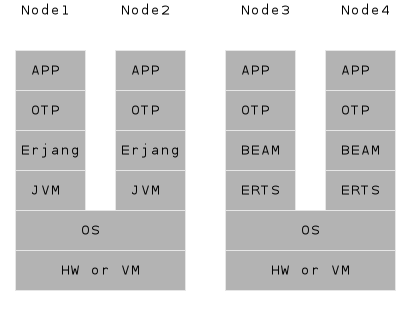 Node1 Node2 Node3 Node4
APP APP APP APP
OTP OTP OTP OTP
Erjang Erjang BEAM BEAM
JVM JVM ERTS ERTS
OS OS
HW or VM HW or VM